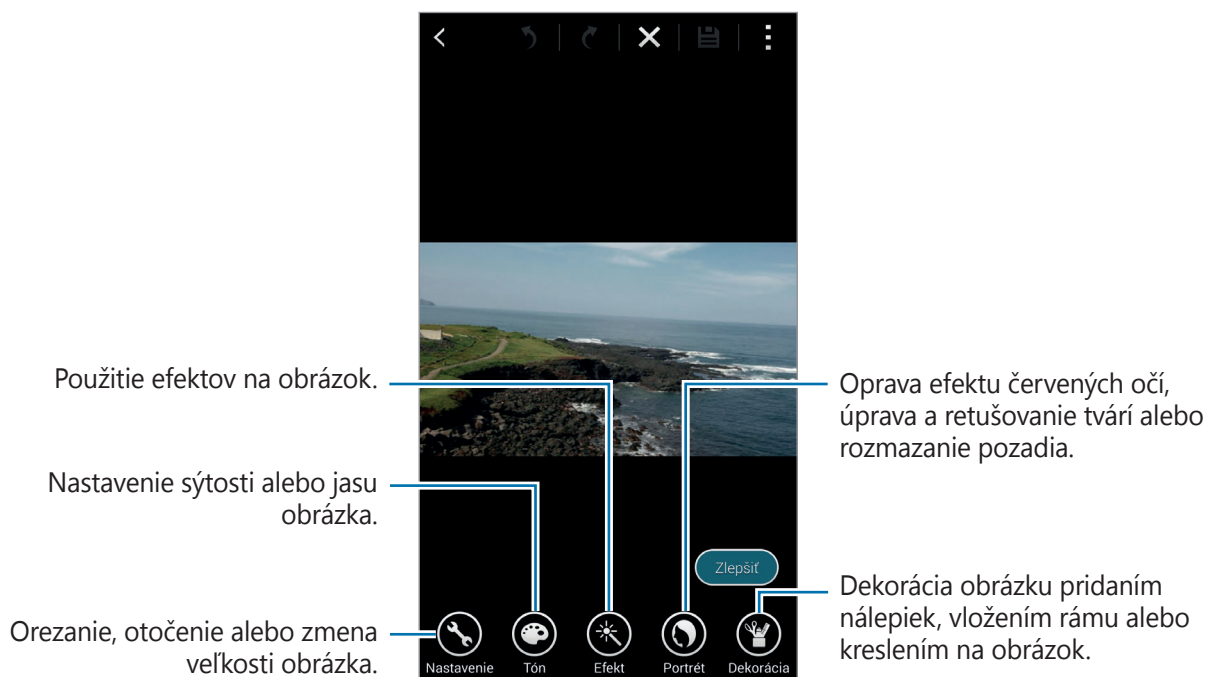 Použitie efektov na obrázok.
Nastavenie sýtosti alebo jasu
obrázka.
Orezanie, otočenie alebo zmena
veľkosti obrázka.
Oprava efektu červených očí,
úprava a retušovanie tvárí alebo
rozmazanie pozadia.
Zlepšiť
Dekorácia obrázku pridaním
nálepiek, vložením rámu alebo
kreslením na obrázok.
Nastavenie Tón Efekt Portrét Dekorácia